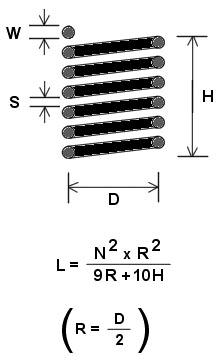 W
H
S
D
L = N² x R² / 9R + 10H
( R = D / 2 )